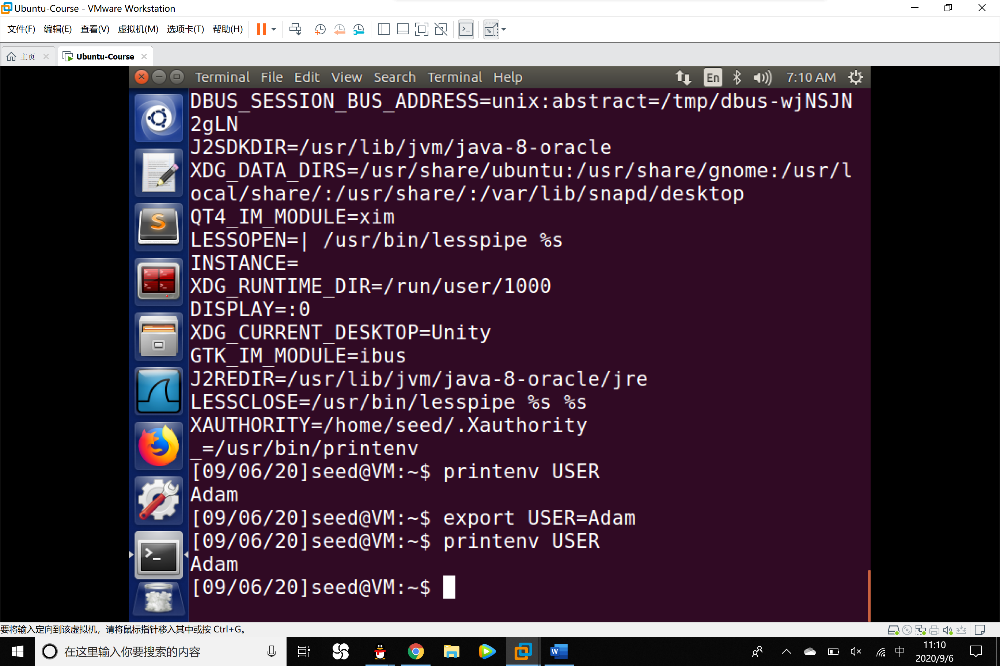 Ubuntu-Course - VMware Workstation
文件(F) 编辑(E) 查看(V) 虚拟机(M) 选项卡(T) 帮助(H)
主页 Ubuntu-Course
Terminal File Edit View Search Terminal Help En 7:10 AM
DBUS_SESSION_BUS_ADDRESS=unix:abstract=/tmp/dbus-wjNSJN
2gLN
J2SDKDIR=/usr/lib/jvm/java-8-oracle
XDG_DATA_DIRS=/usr/share/ubuntu:/usr/share/gnome:/usr/l
ocal/share/:/usr/share/:/var/lib/snapd/desktop
QT4_IM_MODULE=xim
LESSOPEN=| /usr/bin/lesspipe %s
INSTANCE=
XDG_RUNTIME_DIR=/run/user/1000
DISPLAY=:0
XDG_CURRENT_DESKTOP=Unity
GTK_IM_MODULE=ibus
J2REDIR=/usr/lib/jvm/java-8-oracle/jre
LESSCLOSE=/usr/bin/lesspipe %s %s
XAUTHORITY=/home/seed/.Xauthority
_=/usr/bin/printenv
[09/06/20]seed@VM:~$ printenv USER
Adam
[09/06/20]seed@VM:~$ export USER=Adam
[09/06/20]seed@VM:~$ printenv USER
Adam
[09/06/20]seed@VM:~$
要将输入定向到该虚拟机，请将鼠标指针移入其中或按 Ctrl+G。
在这里输入你要搜索的内容
中
11:10
2020/9/6